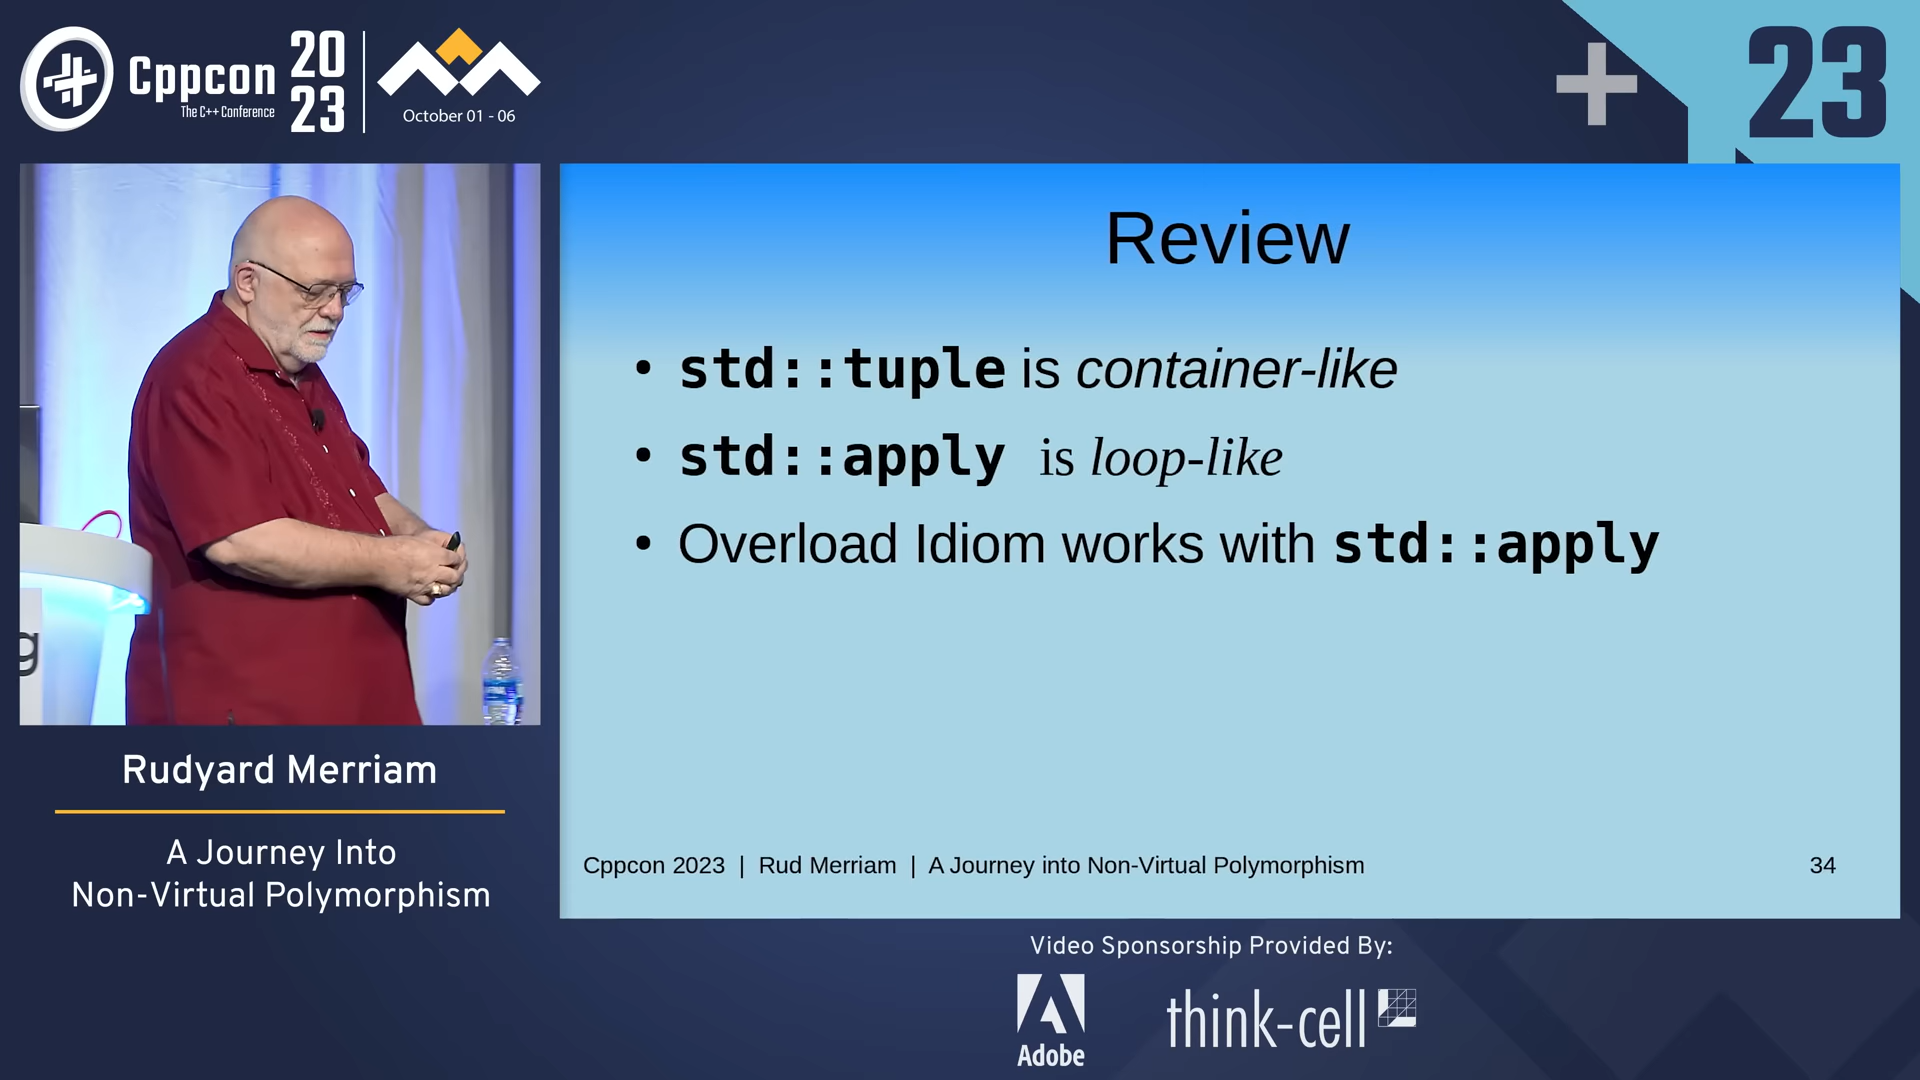 Cppcon
The C++ Conference
20
23
October 01 - 06
23
g
Rudyard Merriam
A Journey Into
Non-Virtual Polymorphism
Review
• std::tuple is container-like
• std::apply is loop-like
• Overload Idiom works with std::apply
Cppcon 2023 | Rud Merriam | A Journey into Non-Virtual Polymorphism 34
Video Sponsorship Provided By:
Adobe
think-cell